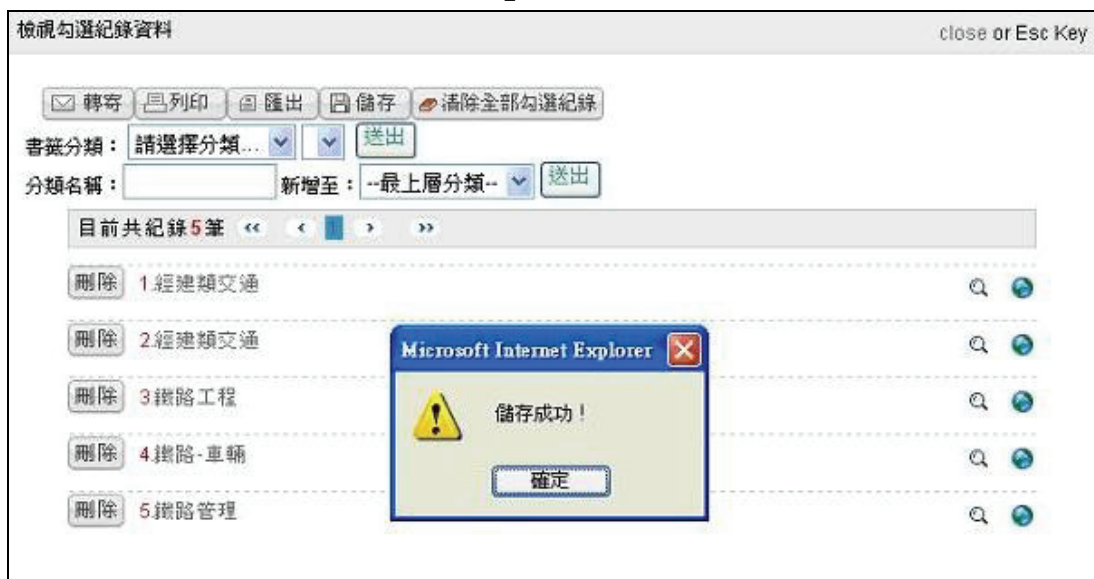 檢視勾選紀錄資料 close or Esc Key
轉寄 列印 匯出 儲存 清除全部勾選紀錄
書籤分類： 請選擇分類... 送出
分類名稱： 新增至： --最上層分類-- 送出
目前共紀錄5筆 « ‹ 1 › »
刪除 1.經建類交通
刪除 2.經建類交通
刪除 3.鐵路工程
刪除 4.鐵路-車輛
刪除 5.鐵路管理
Microsoft Internet Explorer
儲存成功！
確定